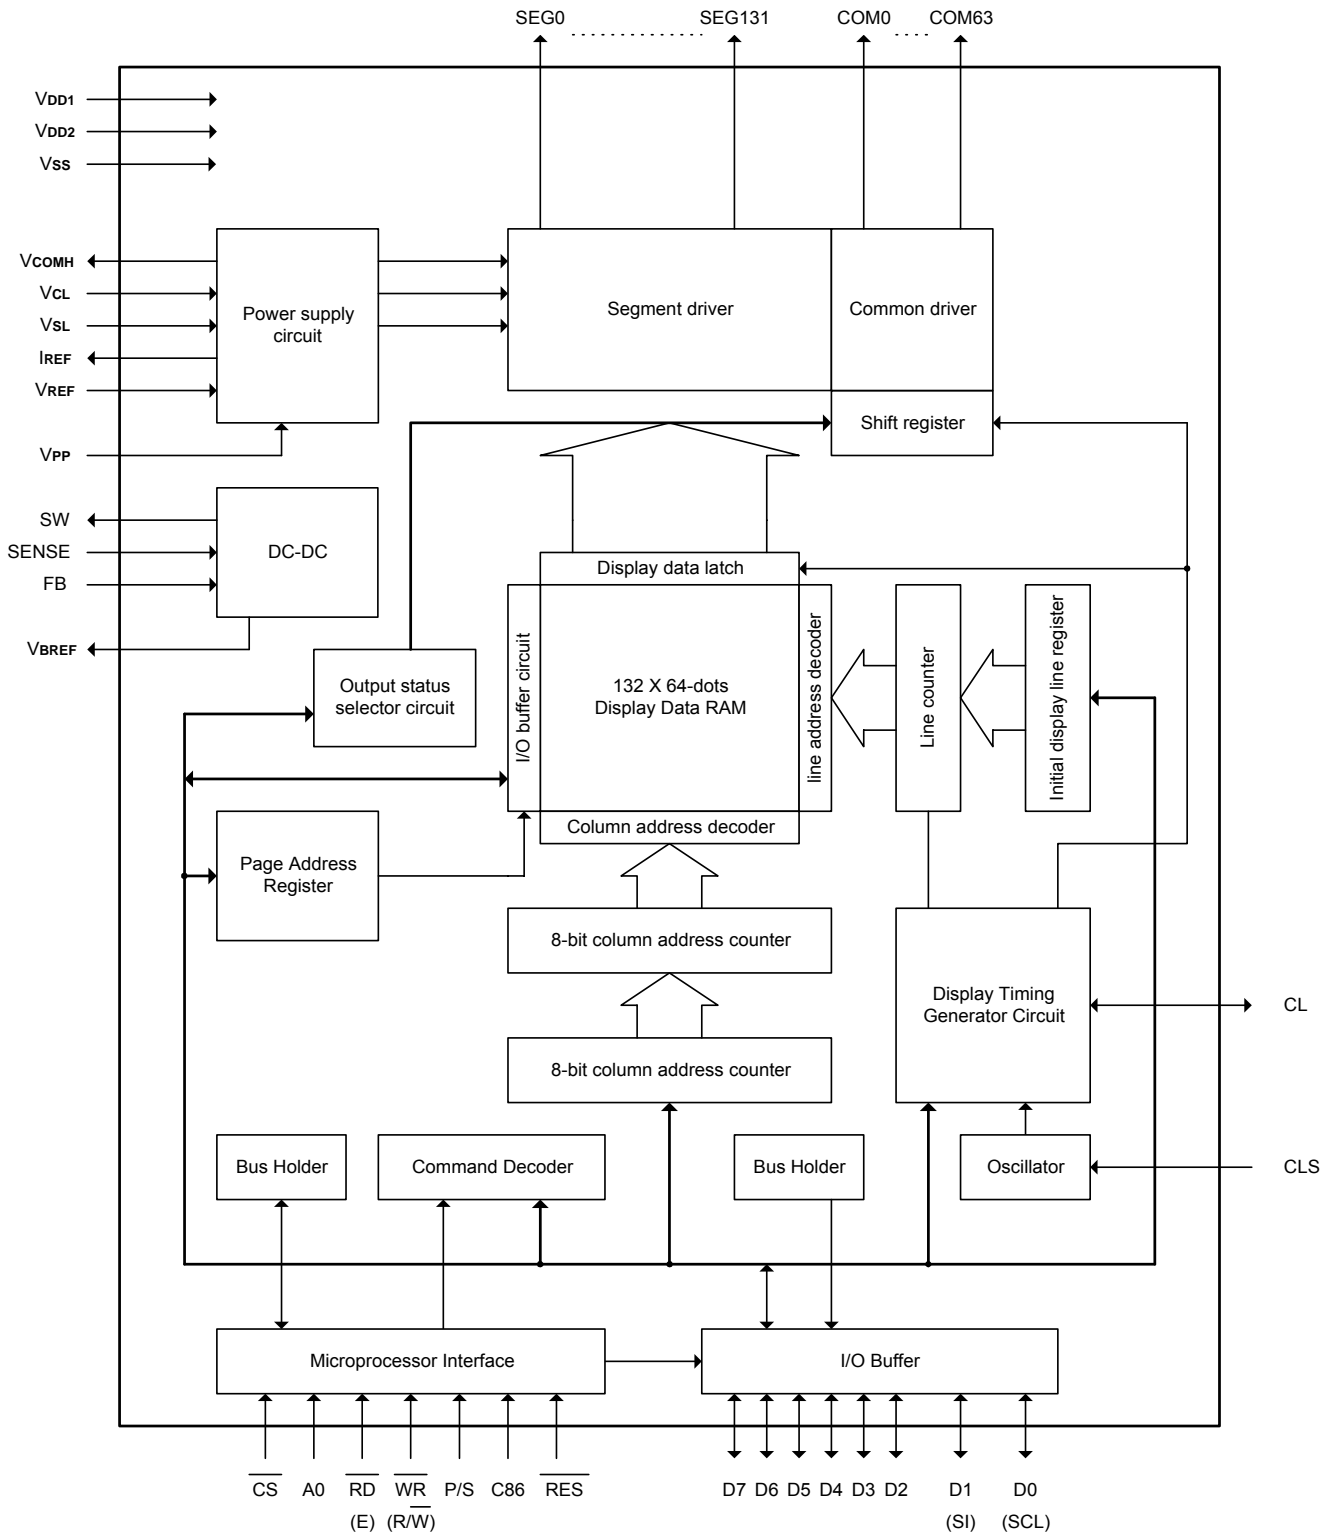 SEG0 SEG131 COM0 COM63
VDD1
VDD2
VSS
VCOMH
VCL
VSL
IREF
VREF
VPP
Power supply
circuit
Segment driver
Common driver
Shift register
SW
SENSE
FB
VBREF
DC-DC
Display data latch
Output status
selector circuit
I/O buffer circuit
132 X 64-dots
Display Data RAM
line address decoder
Line counter
Initial display line register
Column address decoder
Page Address
Register
8-bit column address counter
8-bit column address counter
Display Timing
Generator Circuit
CL
Bus Holder
Command Decoder
Bus Holder
Oscillator
CLS
Microprocessor Interface
I/O Buffer
CS A0 RD WR P/S C86 RES D7 D6 D5 D4 D3 D2 D1 D0
(E) (R/W) (SI) (SCL)